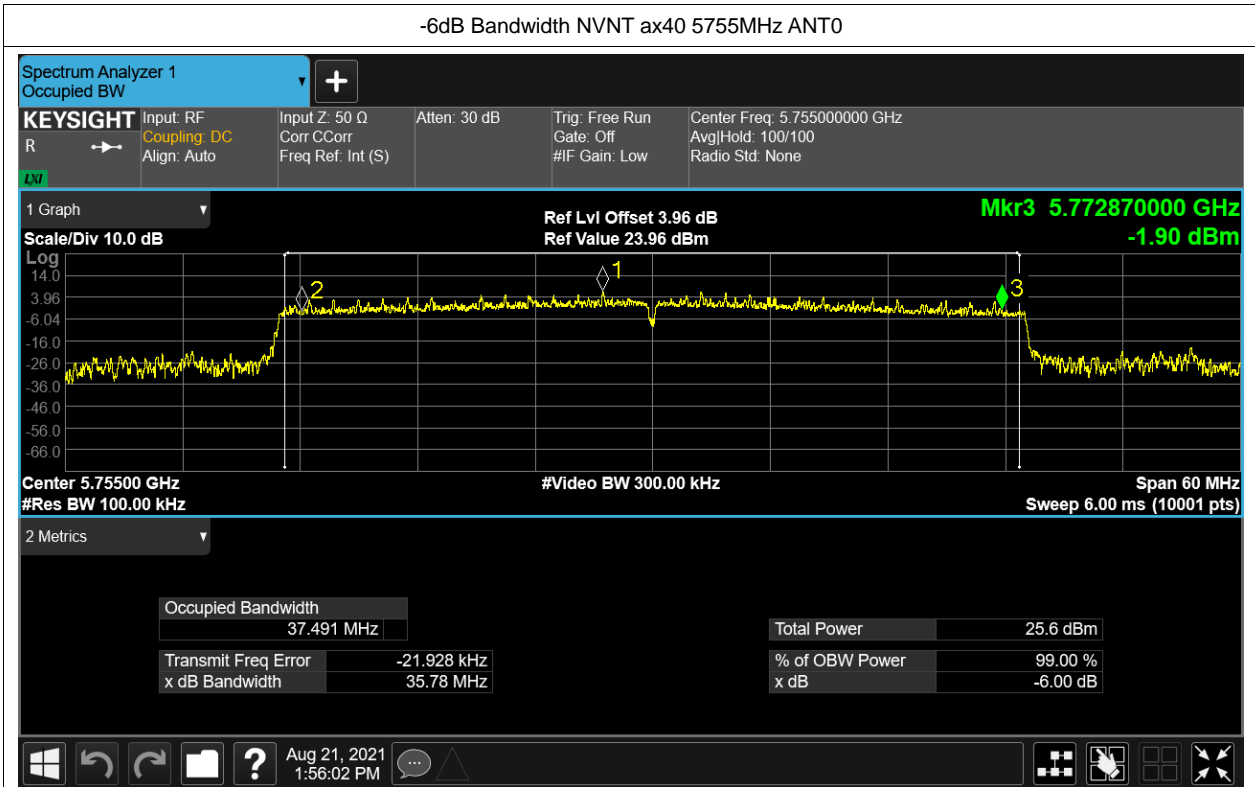 -6dB Bandwidth NVNT ax40 5755MHz ANT0
Spectrum Analyzer 1
Occupied BW
KEYSIGHT
R
LXI
Input: RF
Coupling: DC
Align: Auto
Input Z: 50 Ω
Corr CCorr
Freq Ref: Int (S)
Atten: 30 dB
Trig: Free Run
Gate: Off
#IF Gain: Low
Center Freq: 5.755000000 GHz
Avg|Hold: 100/100
Radio Std: None
1 Graph
Scale/Div 10.0 dB
Ref Lvl Offset 3.96 dB
Ref Value 23.96 dBm
Mkr3 5.772870000 GHz
-1.90 dBm
Log
14.0
3.96
-6.04
-16.0
-26.0
-36.0
-46.0
-56.0
-66.0
2
1
3
Center 5.75500 GHz
#Res BW 100.00 kHz
#Video BW 300.00 kHz
Span 60 MHz
Sweep 6.00 ms (10001 pts)
2 Metrics
Occupied Bandwidth
37.491 MHz
Total Power 25.6 dBm
Transmit Freq Error -21.928 kHz
% of OBW Power 99.00 %
x dB Bandwidth 35.78 MHz
x dB -6.00 dB
?
Aug 21, 2021
1:56:02 PM